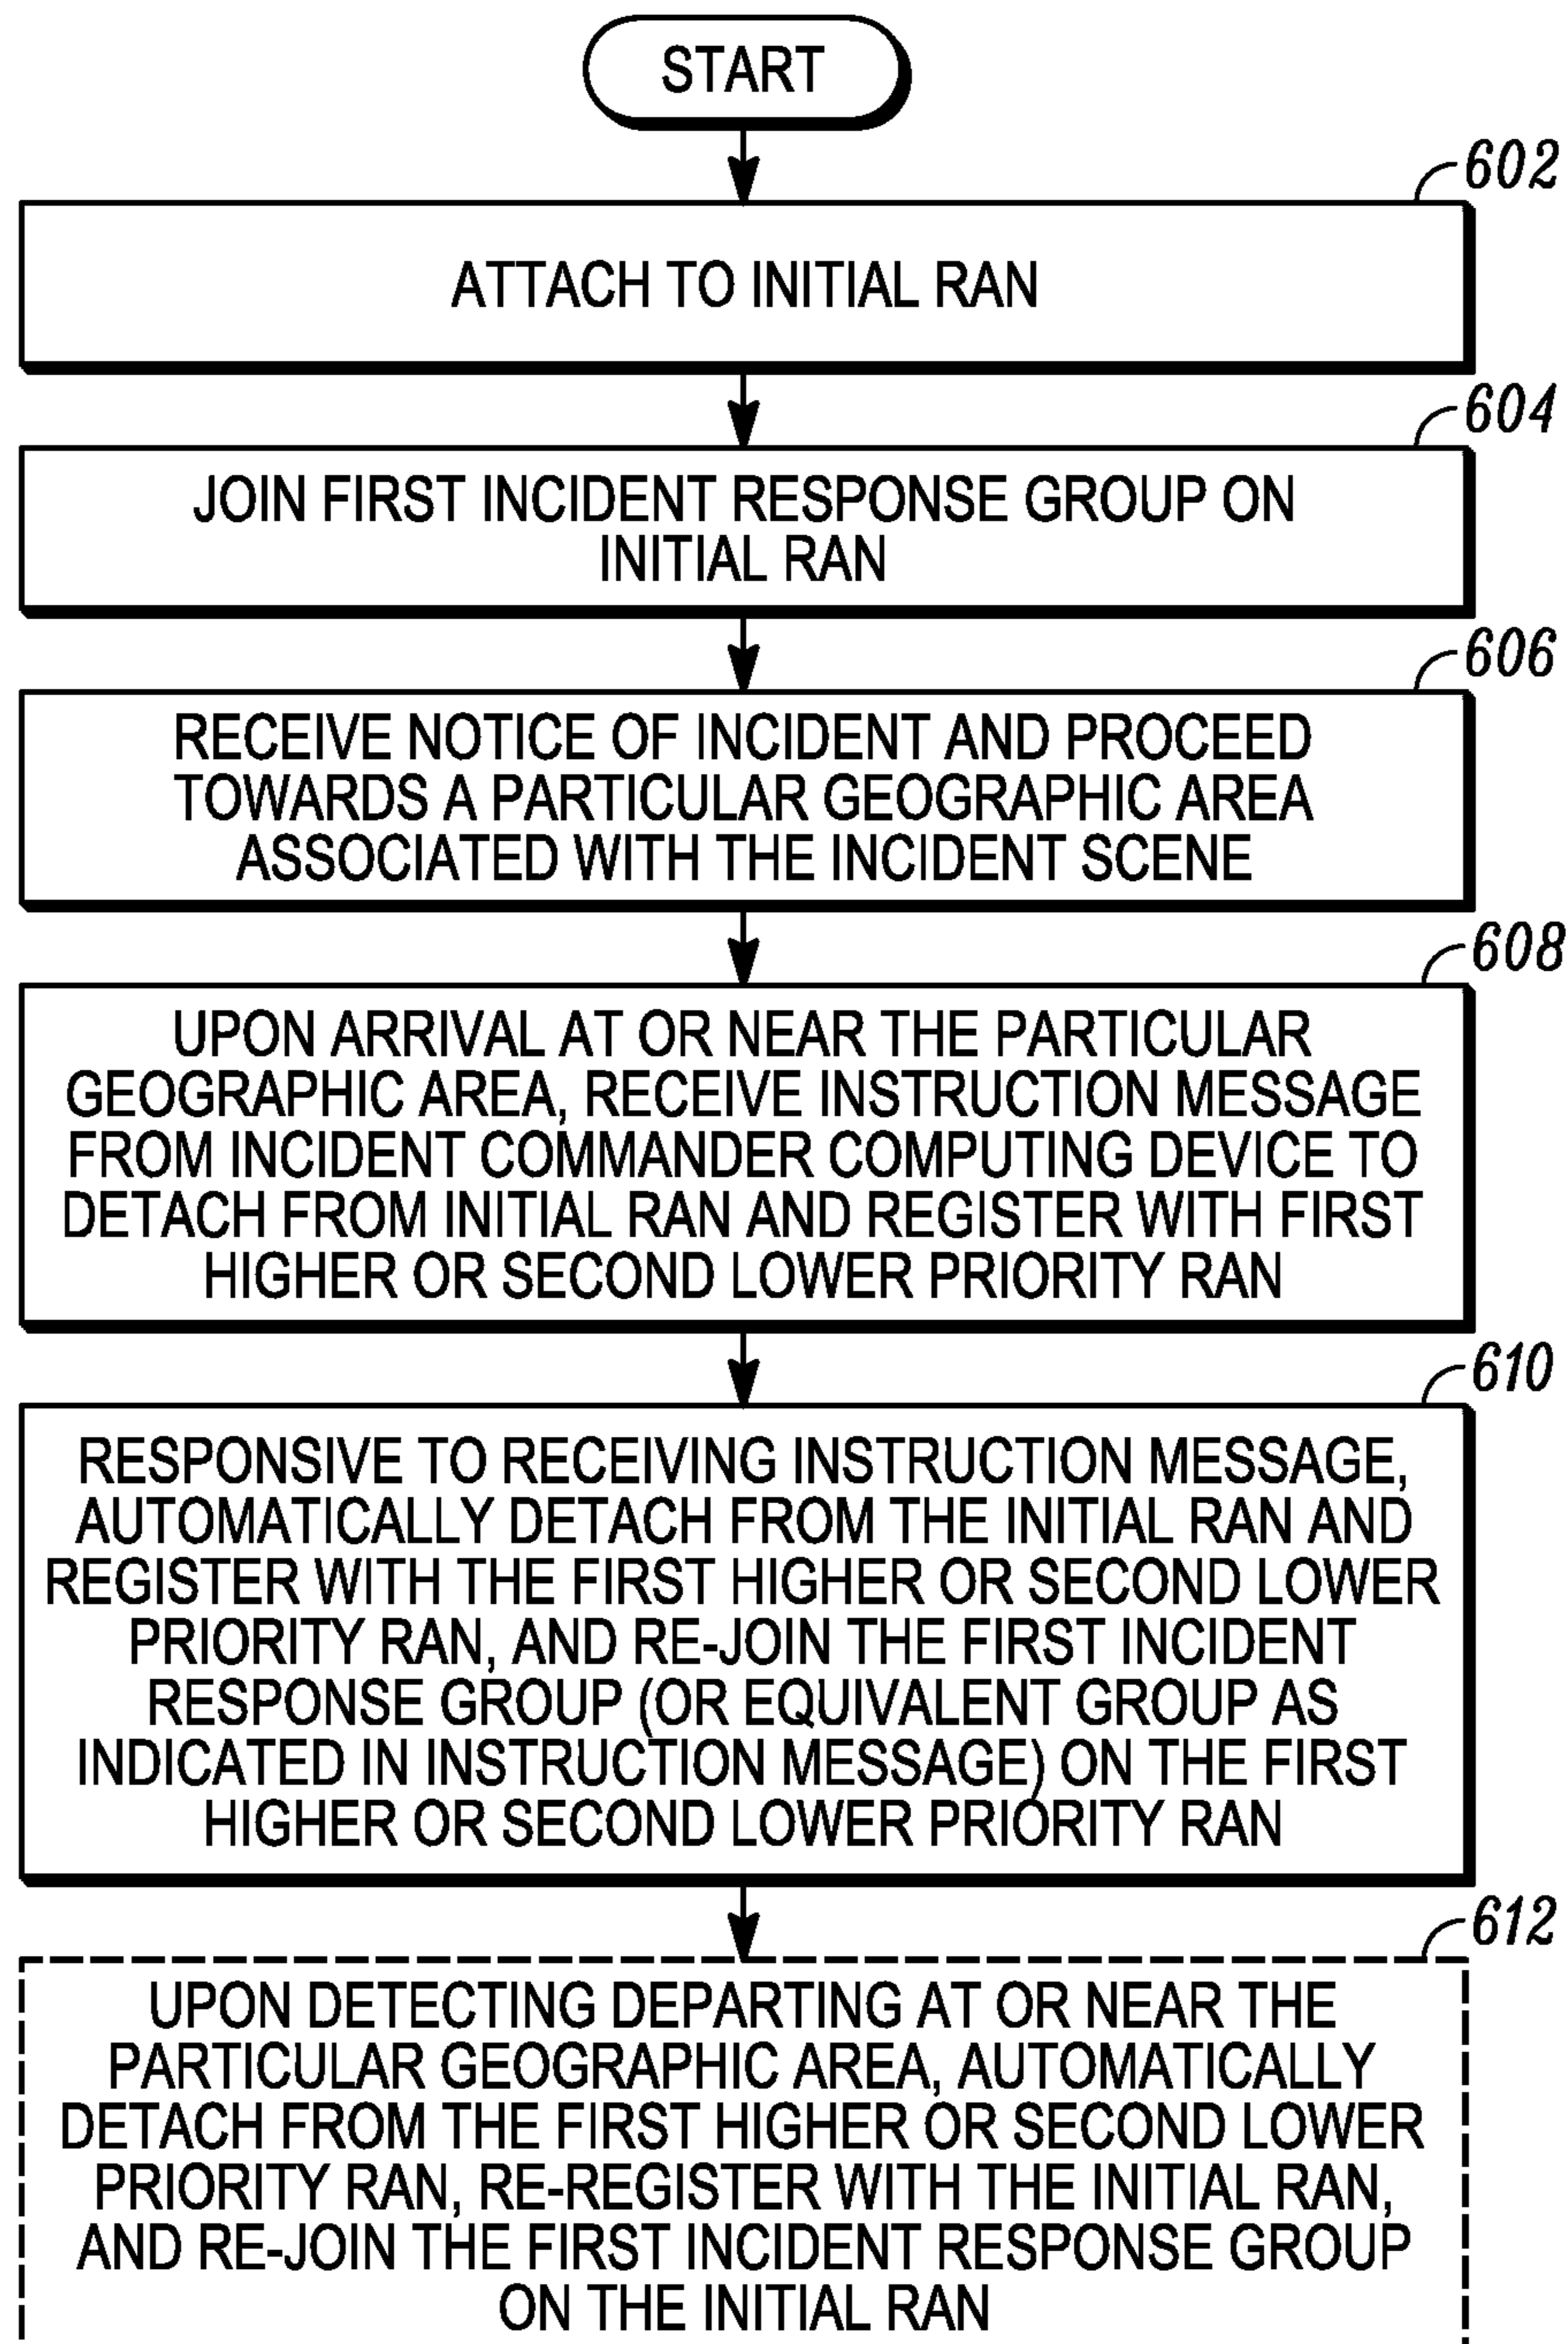 START
602
ATTACH TO INITIAL RAN
604
JOIN FIRST INCIDENT RESPONSE GROUP ON
INITIAL RAN
606
RECEIVE NOTICE OF INCIDENT AND PROCEED
TOWARDS A PARTICULAR GEOGRAPHIC AREA
ASSOCIATED WITH THE INCIDENT SCENE
608
UPON ARRIVAL AT OR NEAR THE PARTICULAR
GEOGRAPHIC AREA, RECEIVE INSTRUCTION MESSAGE
FROM INCIDENT COMMANDER COMPUTING DEVICE TO
DETACH FROM INITIAL RAN AND REGISTER WITH FIRST
HIGHER OR SECOND LOWER PRIORITY RAN
610
RESPONSIVE TO RECEIVING INSTRUCTION MESSAGE,
AUTOMATICALLY DETACH FROM THE INITIAL RAN AND
REGISTER WITH THE FIRST HIGHER OR SECOND LOWER
PRIORITY RAN, AND RE-JOIN THE FIRST INCIDENT
RESPONSE GROUP (OR EQUIVALENT GROUP AS
INDICATED IN INSTRUCTION MESSAGE) ON THE FIRST
HIGHER OR SECOND LOWER PRIORITY RAN
612
UPON DETECTING DEPARTING AT OR NEAR THE
PARTICULAR GEOGRAPHIC AREA, AUTOMATICALLY
DETACH FROM THE FIRST HIGHER OR SECOND LOWER
PRIORITY RAN, RE-REGISTER WITH THE INITIAL RAN,
AND RE-JOIN THE FIRST INCIDENT RESPONSE GROUP
ON THE INITIAL RAN